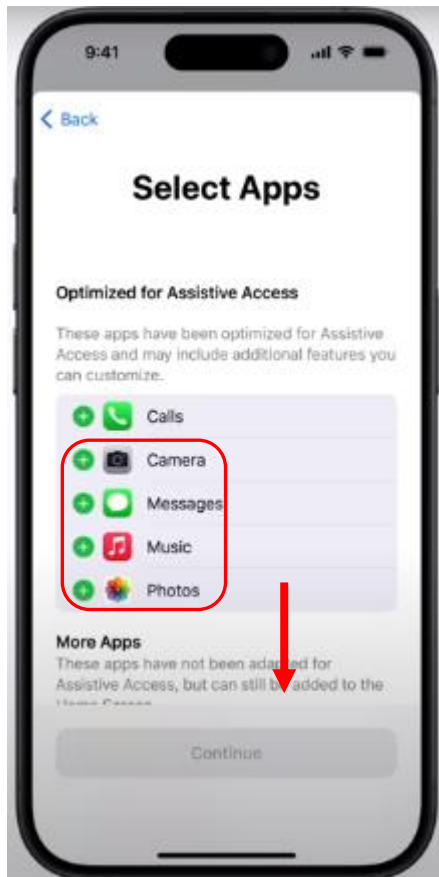 9:41
Back
Select Apps
Optimized for Assistive Access
These apps have been optimized for Assistive
Access and may include additional features you
can customize.
Calls
Camera
Messages
Music
Photos
More Apps
These apps have not been adapted for
Assistive Access, but can still be added to the
Home Screen
Continue